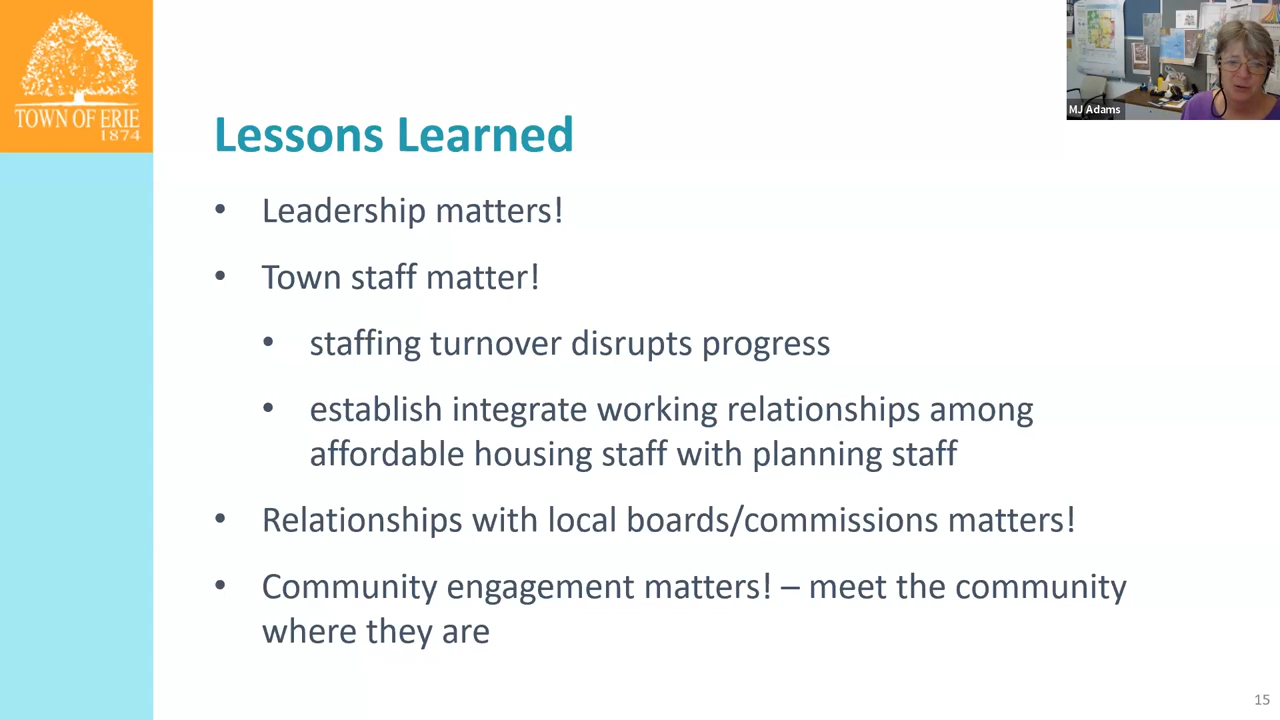 TOWN OF ERIE
1874
MJ Adams
Lessons Learned
• Leadership matters!
• Town staff matter!
• staffing turnover disrupts progress
• establish integrate working relationships among
affordable housing staff with planning staff
• Relationships with local boards/commissions matters!
• Community engagement matters! – meet the community
where they are
15